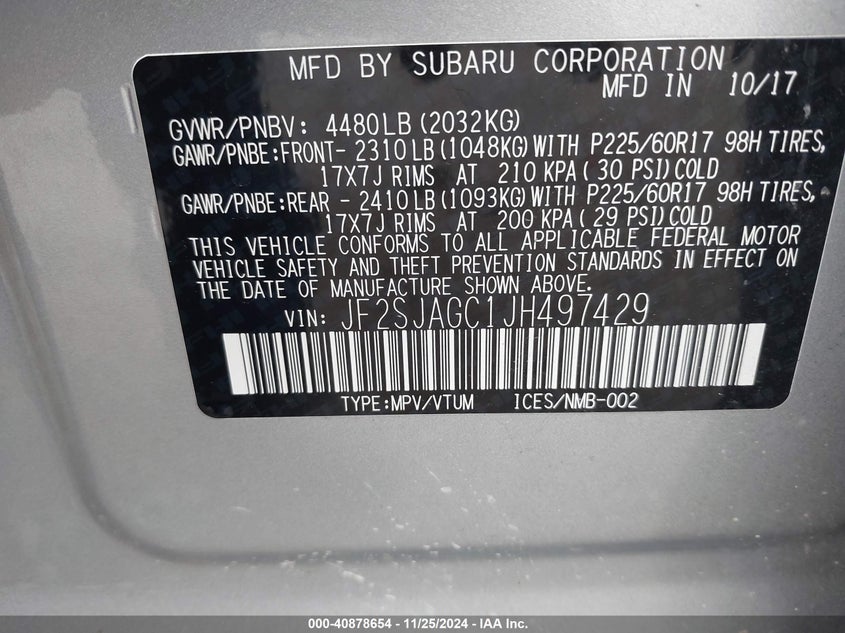 MFD BY SUBARU CORPORATION
MFD IN 10/17
GVWR/PNBV: 4480LB(2032KG)
GAWR/PNBE:FRONT- 2310LB(1048KG)WITH P225/60R17 98H TIRES,
17X7J RIMS AT 210 KPA(30 PSI)COLD
GAWR/PNBE:REAR - 2410LB(1093KG)WITH P225/60R17 98H TIRES,
17X7J RIMS AT 200 KPA(29 PSI)COLD
THIS VEHICLE CONFORMS TO ALL APPLICABLE FEDERAL MOTOR
VEHICLE SAFETY AND THEFT PREVENTION STANDARDS IN EFFECT ON
THE DATE OF MANUFACTURE SHOWN ABOVE.
VIN: JF2SJAGC1JH497429
TYPE:MPV/VTUM ICES/NMB-002
000-40878654 - 11/25/2024 - IAA Inc.